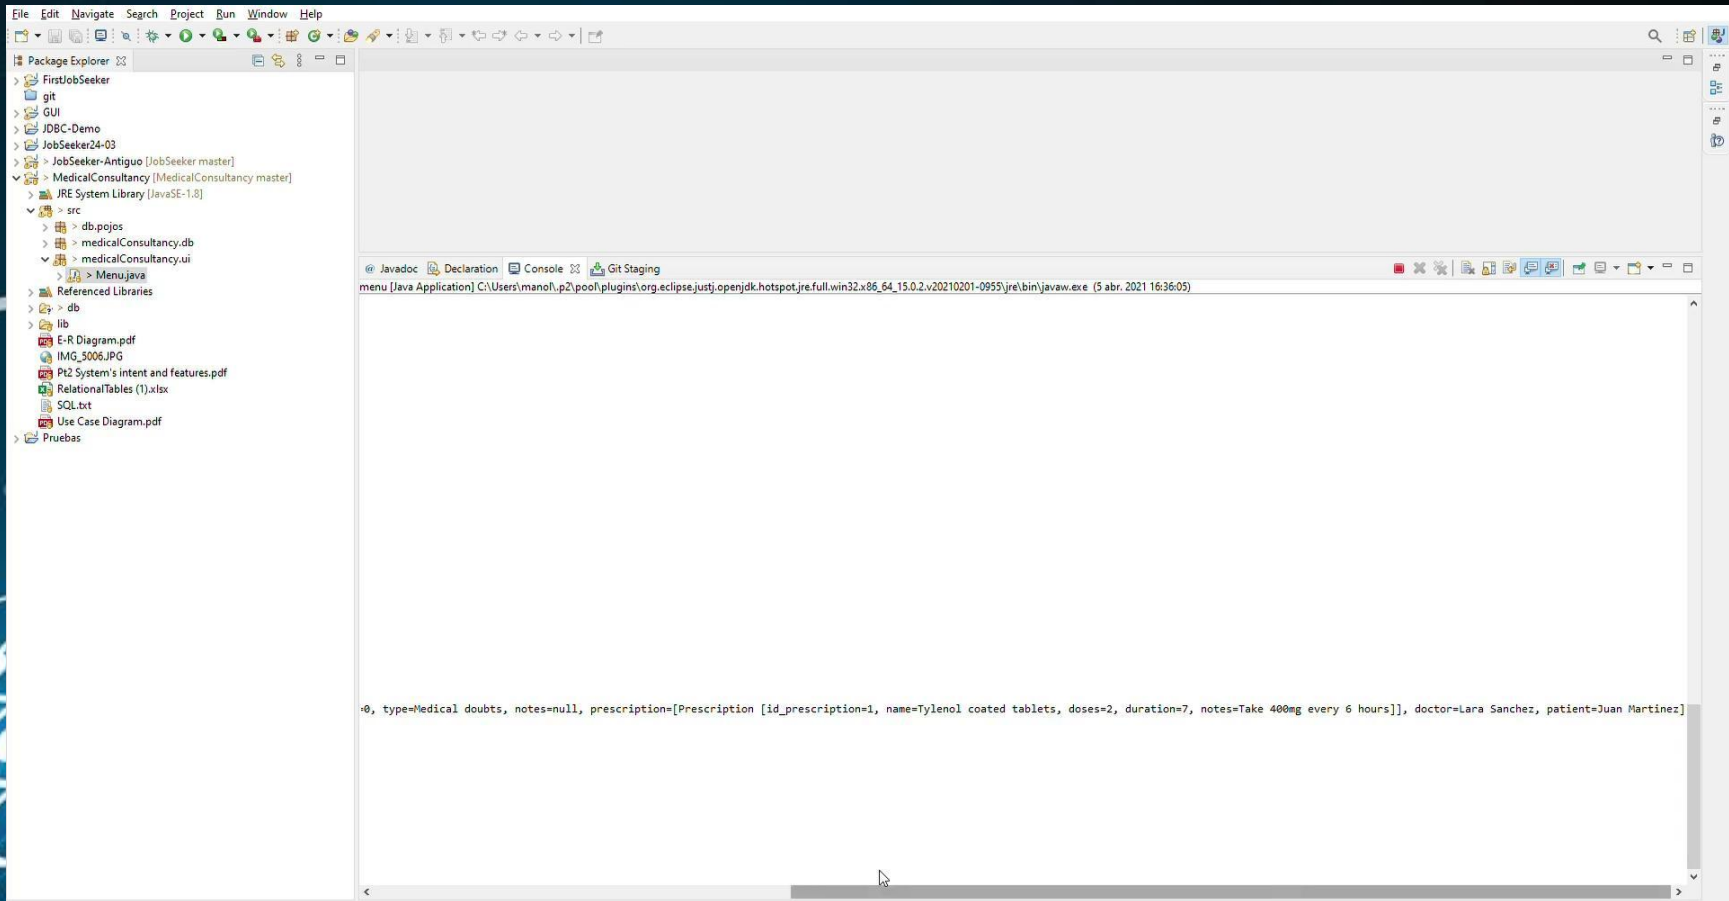 File Edit Navigate Search Project Run Window Help
Package Explorer
FirstJobSeeker
git
GUI
JDBC-Demo
JobSeeker24-03
> JobSeeker-Antiguo [JobSeeker master]
> MedicalConsultancy [MedicalConsultancy master]
JRE System Library [JavaSE-1.8]
> src
> db.pojos
> medicalConsultancy.db
> medicalConsultancy.ui
> Menu.java
Referenced Libraries
> db
lib
E-R Diagram.pdf
IMG_5006.JPG
Pt2 System's intent and features.pdf
RelationalTables (1).xlsx
SQL.txt
Use Case Diagram.pdf
Pruebas
@ Javadoc Declaration Console Git Staging
menu [Java Application] C:\Users\manol\.p2\pool\plugins\org.eclipse.justj.openjdk.hotspot.jre.full.win32.x86_64_15.0.2.v20210201-0955\jre\bin\javaw.exe (5 abr. 2021 16:36:05)
=0, type=Medical doubts, notes=null, prescription=[Prescription [id_prescription=1, name=Tylenol coated tablets, doses=2, duration=7, notes=Take 400mg every 6 hours]], doctor=Lara Sanchez, patient=Juan Martinez]